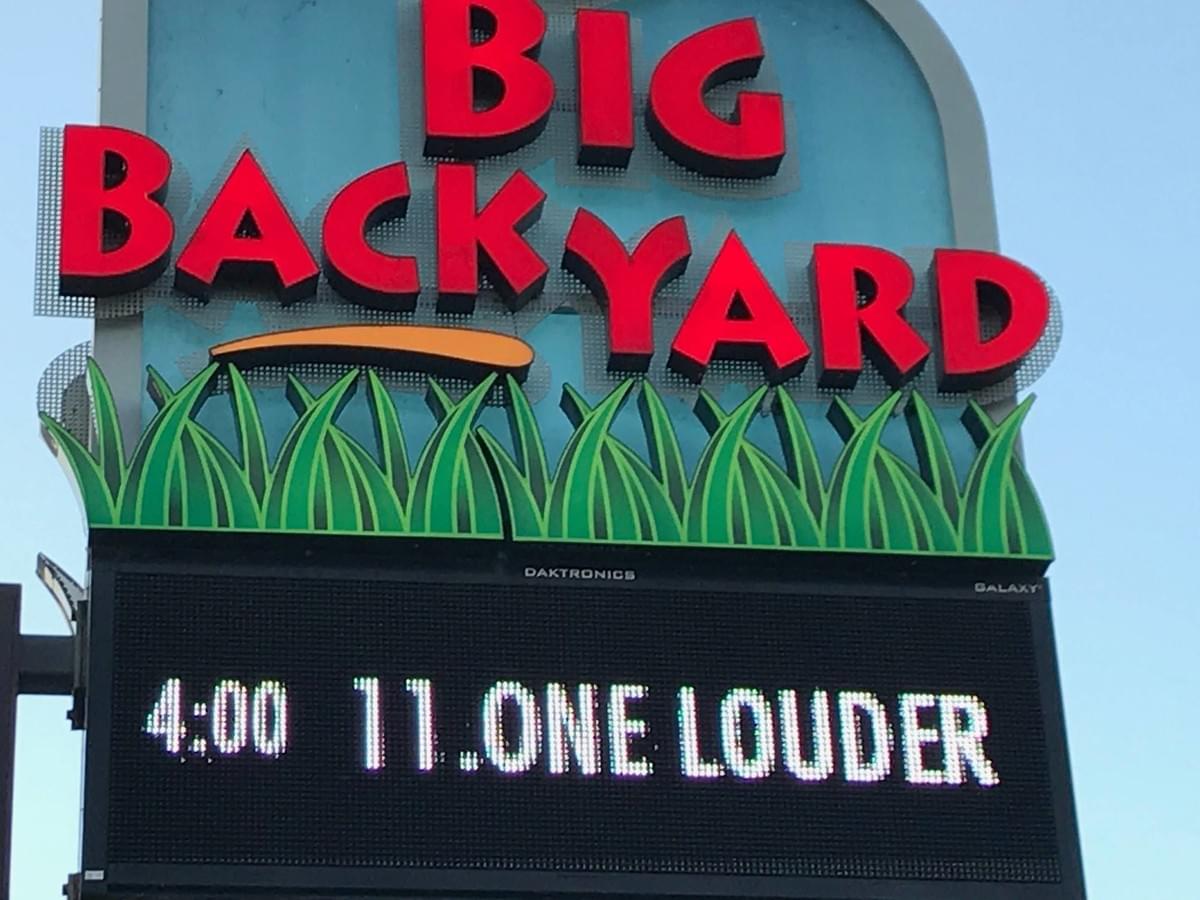 BIG
BACKYARD
DAKTRONICS
GALAXY
4:00 11.ONE LOUDER